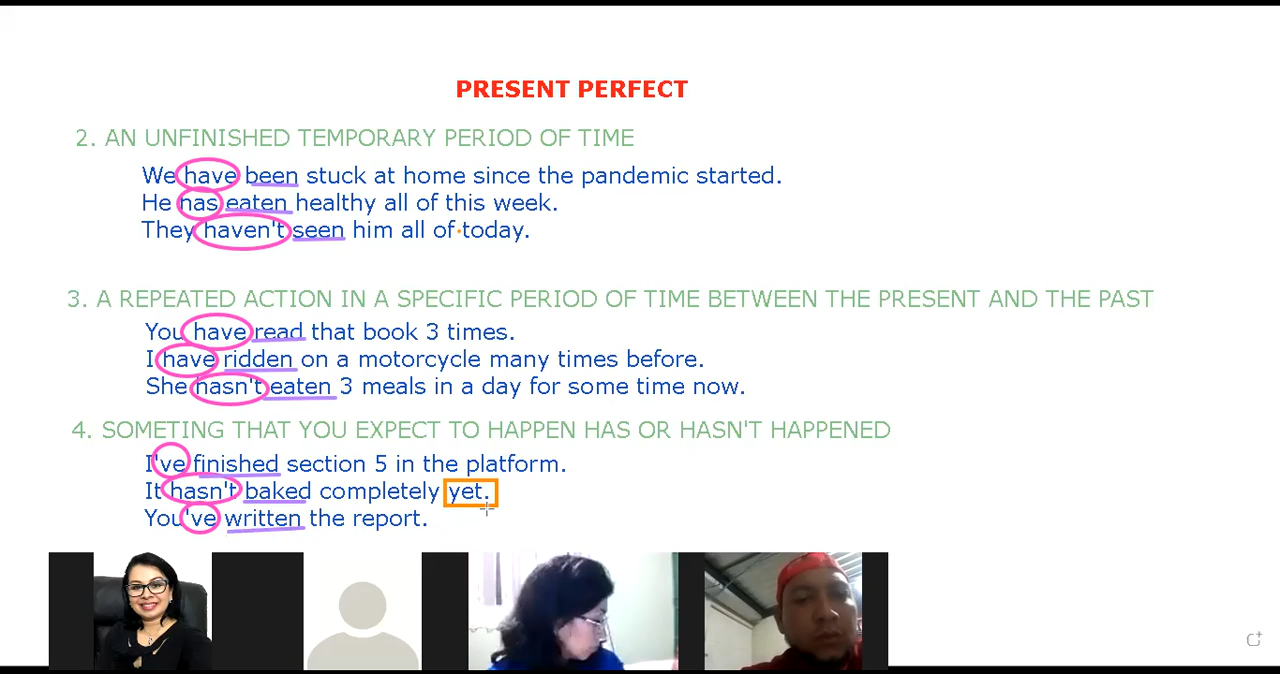 PRESENT PERFECT
2. AN UNFINISHED TEMPORARY PERIOD OF TIME
We have been stuck at home since the pandemic started.
He has eaten healthy all of this week.
They haven't seen him all of today.
3. A REPEATED ACTION IN A SPECIFIC PERIOD OF TIME BETWEEN THE PRESENT AND THE PAST
You have read that book 3 times.
I have ridden on a motorcycle many times before.
She hasn't eaten 3 meals in a day for some time now.
4. SOMETING THAT YOU EXPECT TO HAPPEN HAS OR HASN'T HAPPENED
I've finished section 5 in the platform.
It hasn't baked completely yet.
You've written the report.